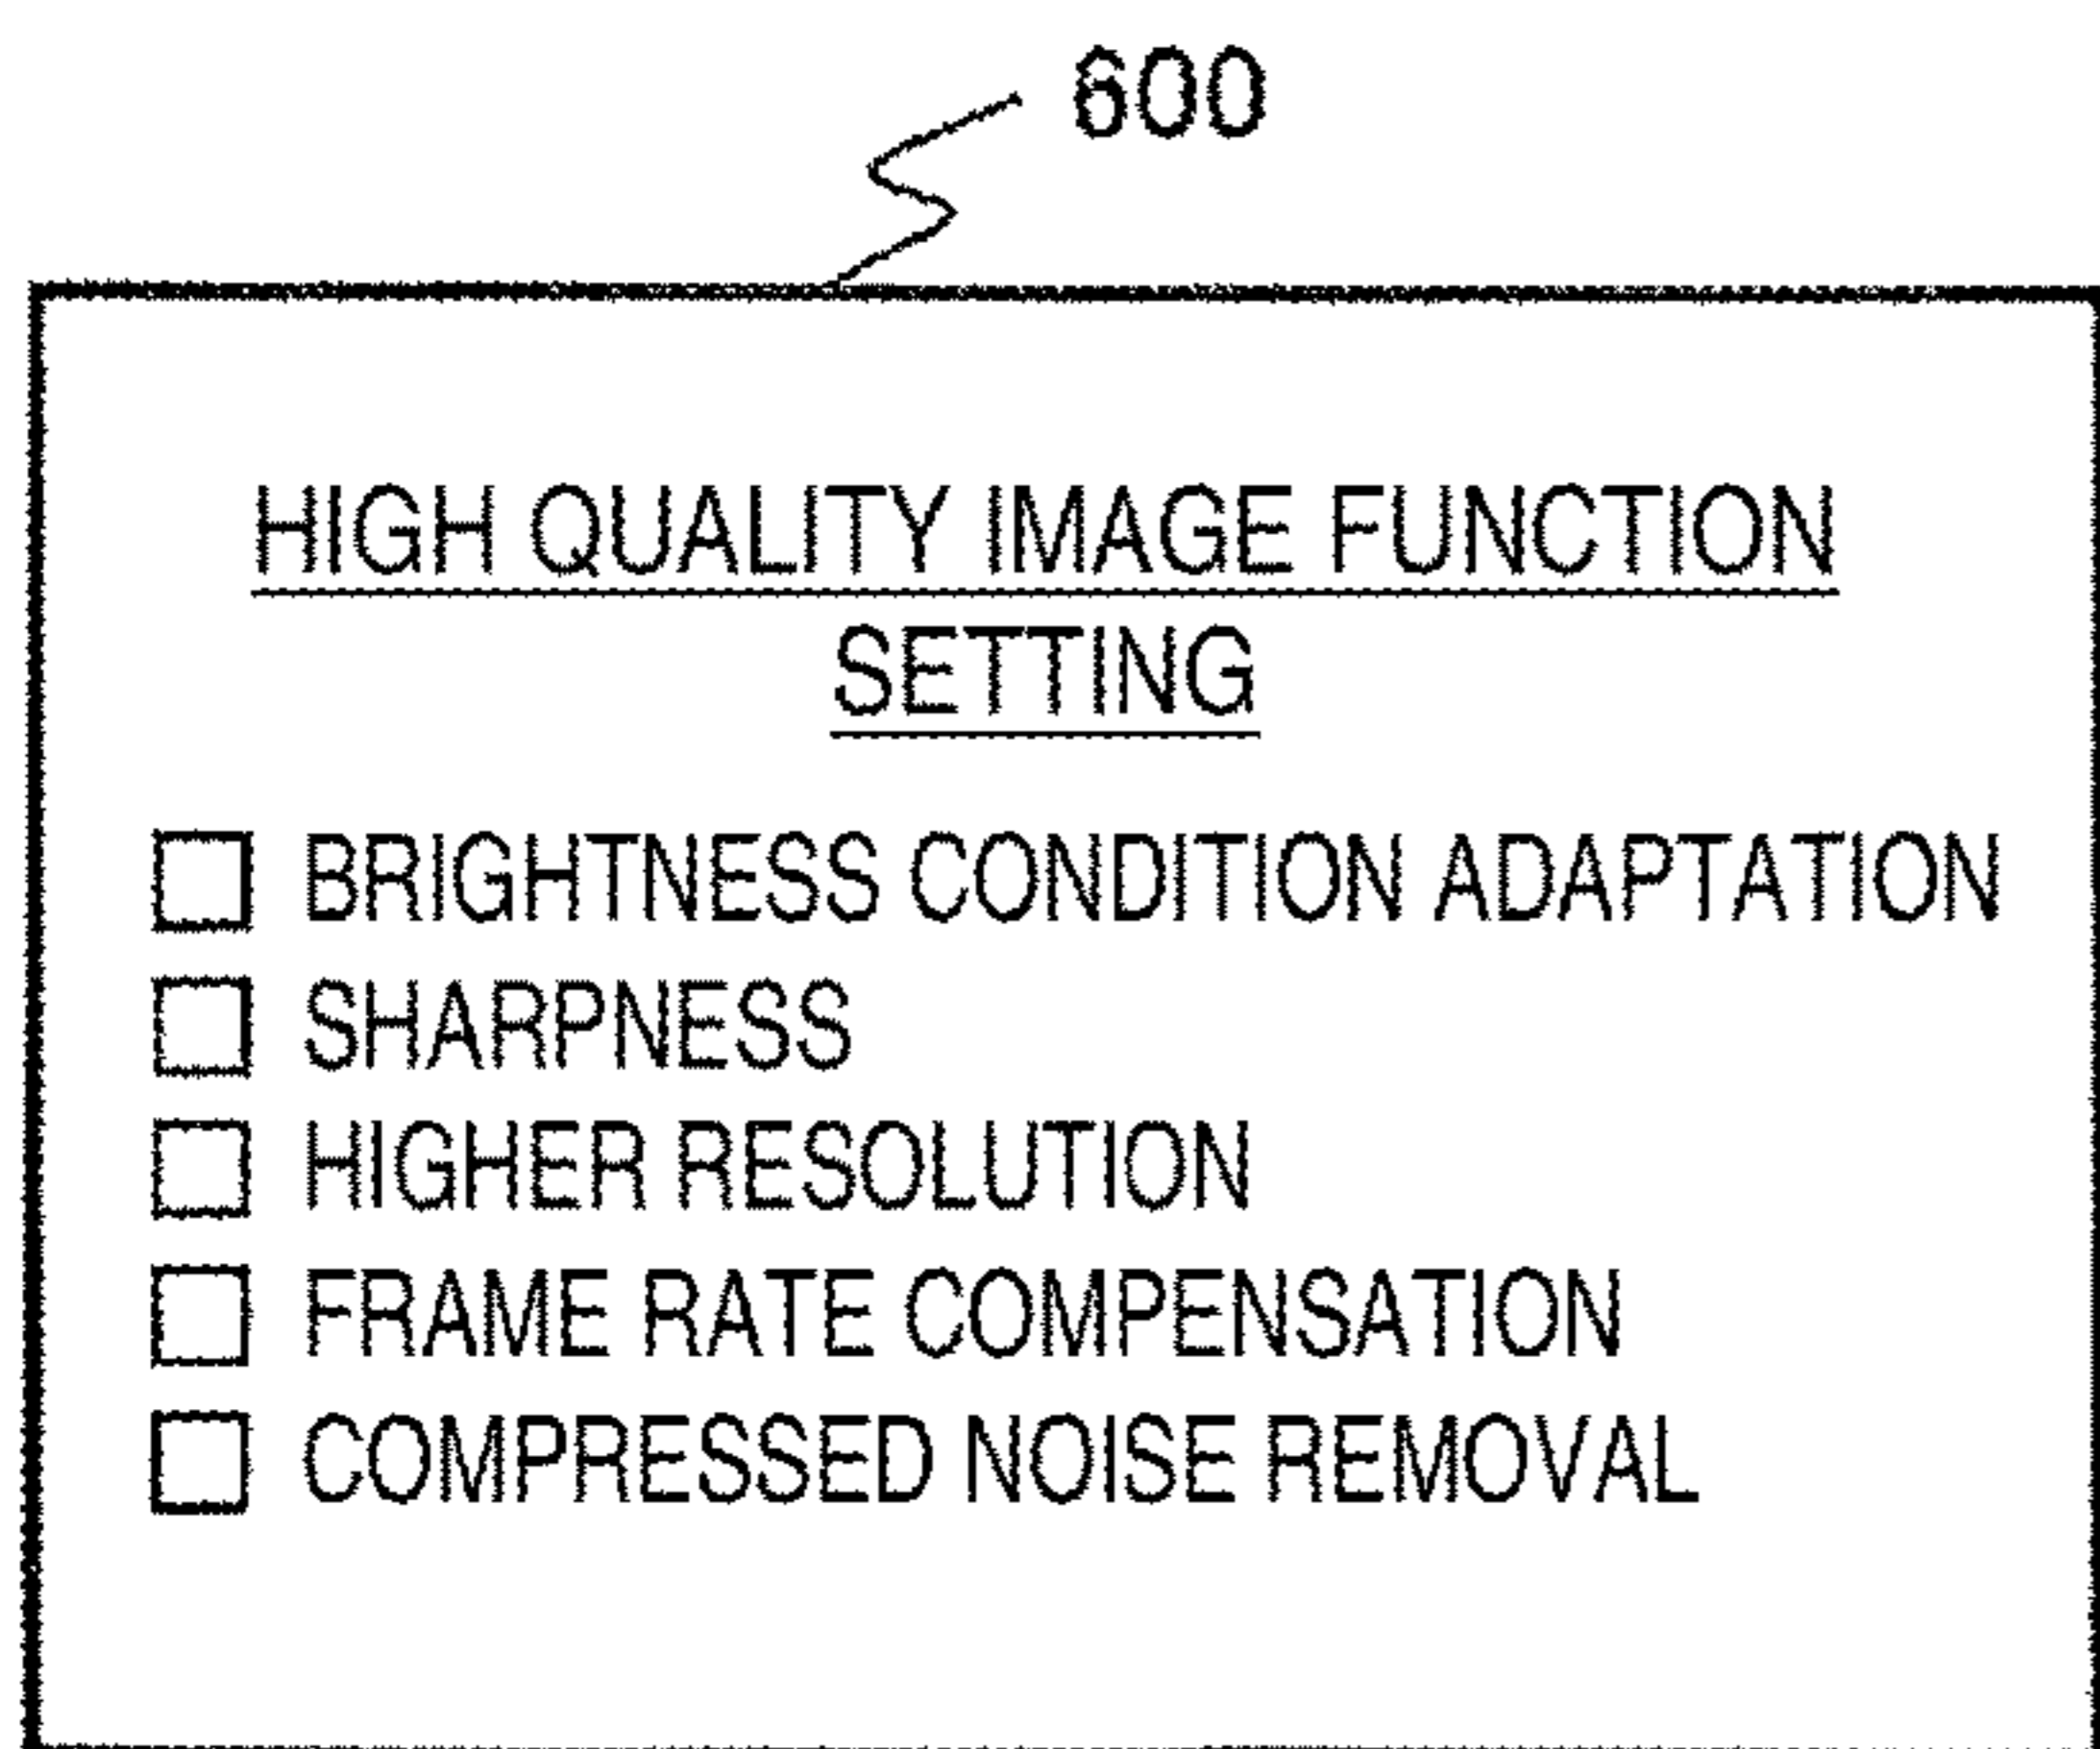 600
HIGH QUALITY IMAGE FUNCTION
SETTING
BRIGHTNESS CONDITION ADAPTATION
SHARPNESS
HIGHER RESOLUTION
FRAME RATE COMPENSATION
COMPRESSED NOISE REMOVAL